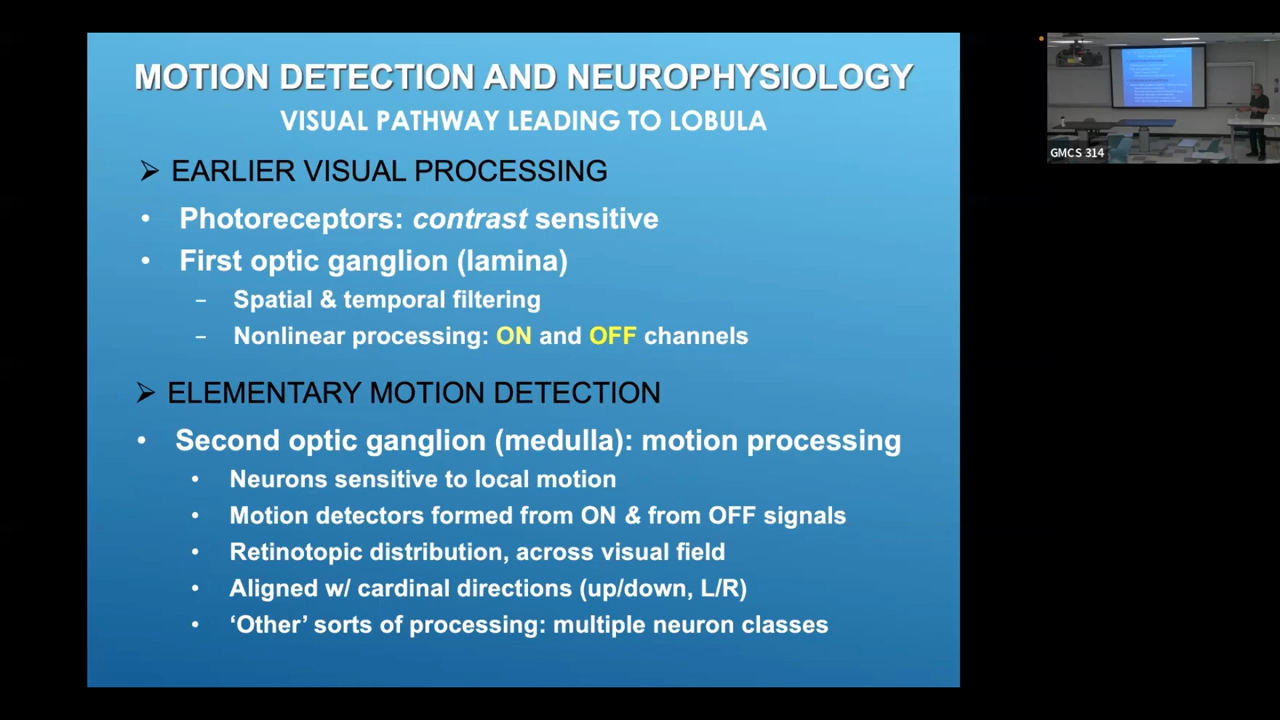 MOTION DETECTION AND NEUROPHYSIOLOGY
VISUAL PATHWAY LEADING TO LOBULA
➢ EARLIER VISUAL PROCESSING
• Photoreceptors: contrast sensitive
• First optic ganglion (lamina)
– Spatial & temporal filtering
– Nonlinear processing: ON and OFF channels
➢ ELEMENTARY MOTION DETECTION
• Second optic ganglion (medulla): motion processing
• Neurons sensitive to local motion
• Motion detectors formed from ON & from OFF signals
• Retinotopic distribution, across visual field
• Aligned w/ cardinal directions (up/down, L/R)
• ‘Other’ sorts of processing: multiple neuron classes
GMCS 314